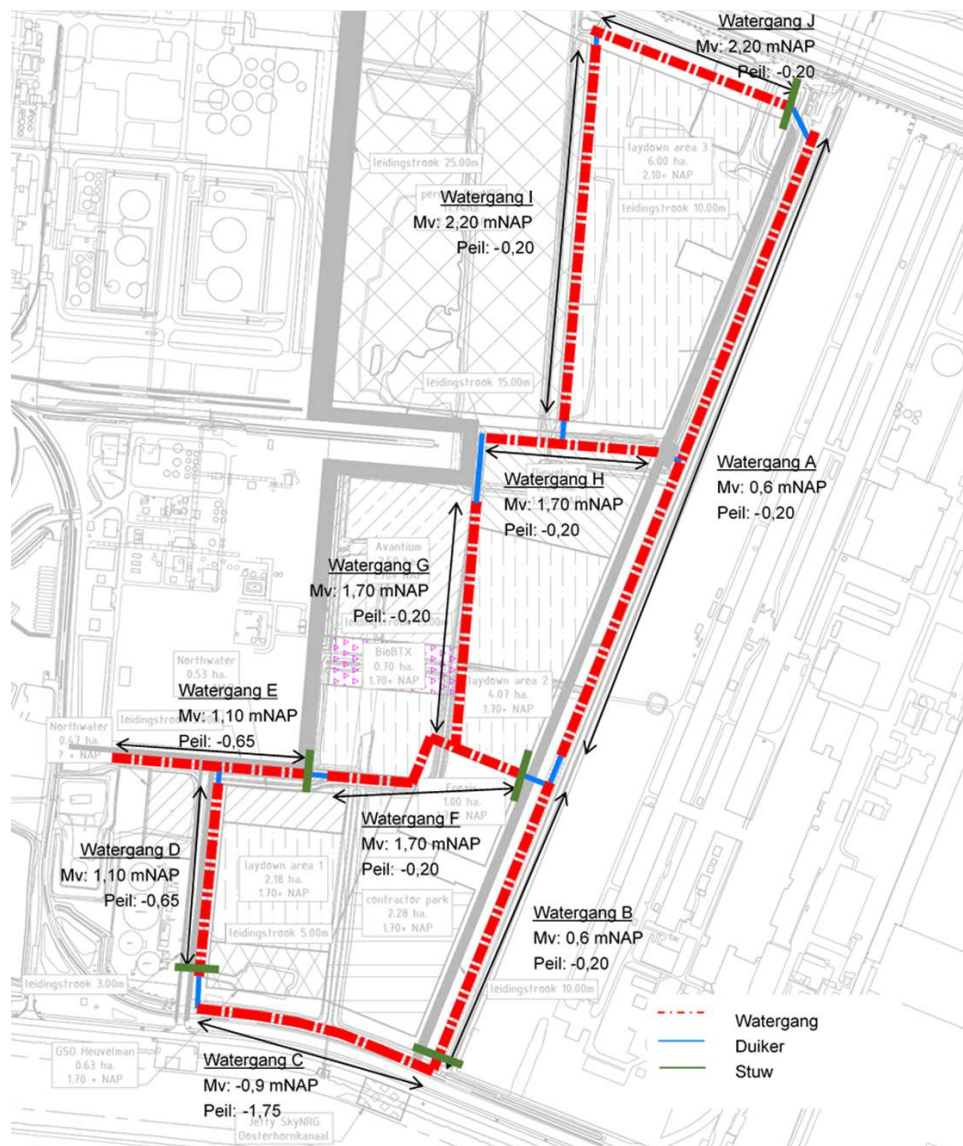 Watergang J
Mv: 2,20 mNAP
Peil: -0,20
leidingstrook 25.00m
laydown area 3
6.00 ha.
2.10+ NAP
leidingstrook 10.00m
Watergang I
Mv: 2,20 mNAP
Peil: -0,20
leidingstrook 15.00m
Watergang A
Mv: 0,6 mNAP
Peil: -0,20
Watergang H
Mv: 1,70 mNAP
Peil: -0,20
Avantium
Watergang G
Mv: 1,70 mNAP
Peil: -0,20
BioBTX
0.70 ha.
1.70+ NAP
laydown area 2
4.07 ha.
1.70+ NAP
Northwater
0.53 ha.
Watergang E
Mv: 1,10 mNAP
Peil: -0,65
Northwater
0.47 ha.
? + NAP
1.00 ha.
Watergang F
Mv: 1,70 mNAP
Peil: -0,20
Watergang D
Mv: 1,10 mNAP
Peil: -0,65
laydown area 1
2.18 ha.
1.70+ NAP
leidingstrook 5.00m
contractor park
2.28 ha.
1.70+ NAP
Watergang B
Mv: 0,6 mNAP
Peil: -0,20
leidingstrook 3.00m
leidingstrook 10.00m
Watergang
Duiker
Stuw
GSO Heuvelman
0.63 ha.
1.70 + NAP
Watergang C
Mv: -0,9 mNAP
Peil: -1,75
Jetty SkyNRG
Oosterhornkanaal